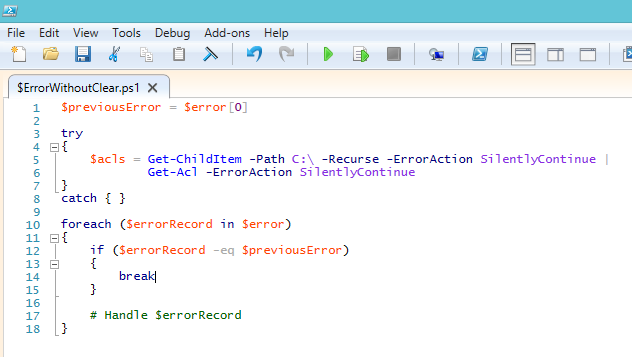 File Edit View Tools Debug Add-ons Help
$ErrorWithoutClear.ps1
1 $previousError = $error[0]
2
3 try
4 {
5 $acls = Get-ChildItem -Path C:\ -Recurse -ErrorAction SilentlyContinue |
6 Get-Acl -ErrorAction SilentlyContinue
7 }
8 catch { }
9
10 foreach ($errorRecord in $error)
11 {
12 if ($errorRecord -eq $previousError)
13 {
14 break
15 }
16
17 # Handle $errorRecord
18 }